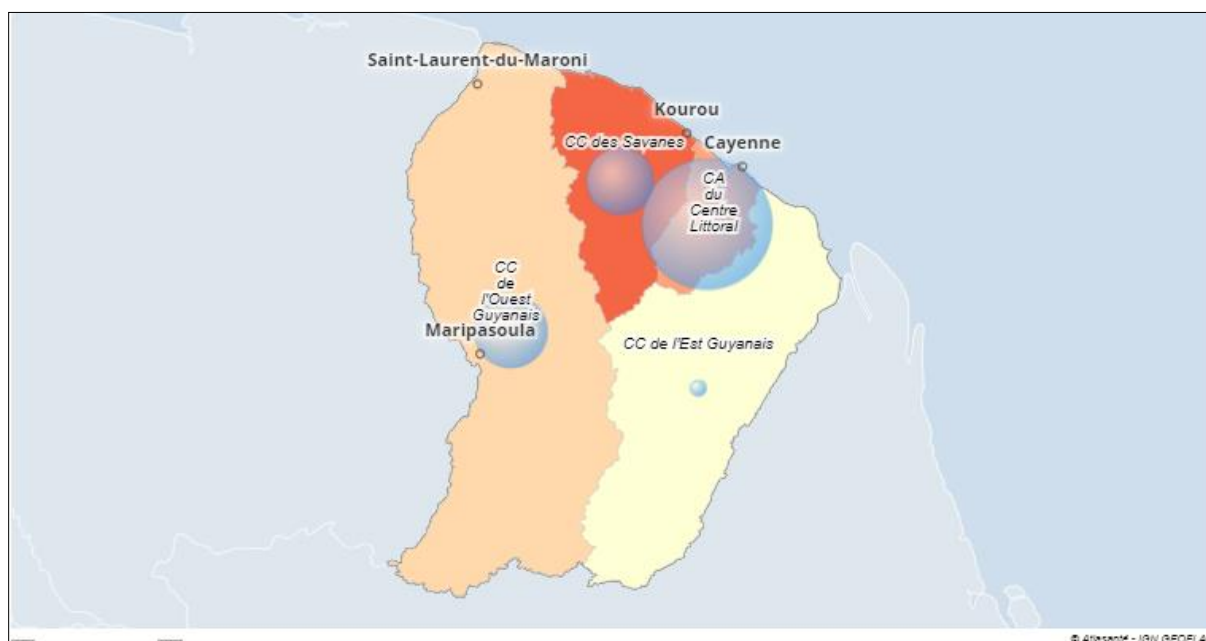 Saint-Laurent-du-Maroni
Kourou
CC des Savanes
Cayenne
CA
du
Centre
Littoral
CC
de
l'Ouest
Guyanais
Maripasoula
CC de l'Est Guyanais
© Atlasanté - IGN GEOFLA